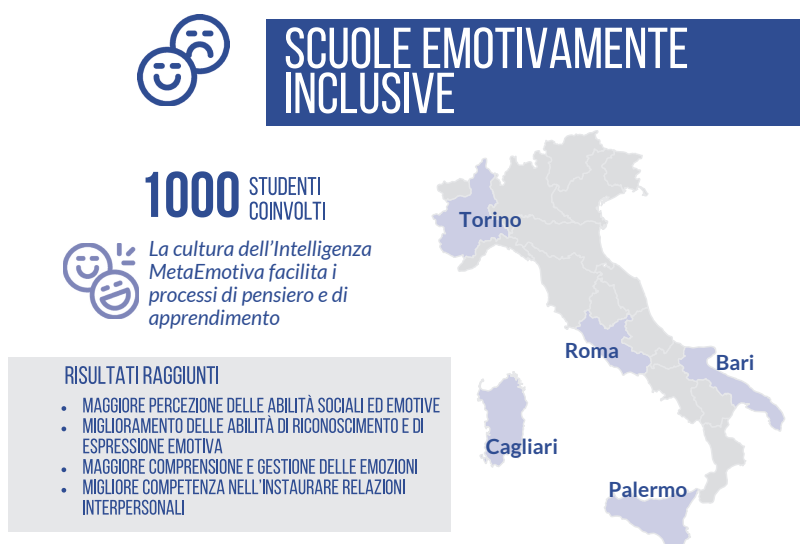 SCUOLE EMOTIVAMENTE
INCLUSIVE
1000 STUDENTI
COINVOLTI
La cultura dell'Intelligenza
MetaEmotiva facilita i
processi di pensiero e di
apprendimento
RISULTATI RAGGIUNTI
• MAGGIORE PERCEZIONE DELLE ABILITÀ SOCIALI ED EMOTIVE
• MIGLIORAMENTO DELLE ABILITÀ DI RICONOSCIMENTO E DI
ESPRESSIONE EMOTIVA
• MAGGIORE COMPRENSIONE E GESTIONE DELLE EMOZIONI
• MIGLIORE COMPETENZA NELL'INSTAURARE RELAZIONI
INTERPERSONALI
Torino
Roma
Bari
Cagliari
Palermo